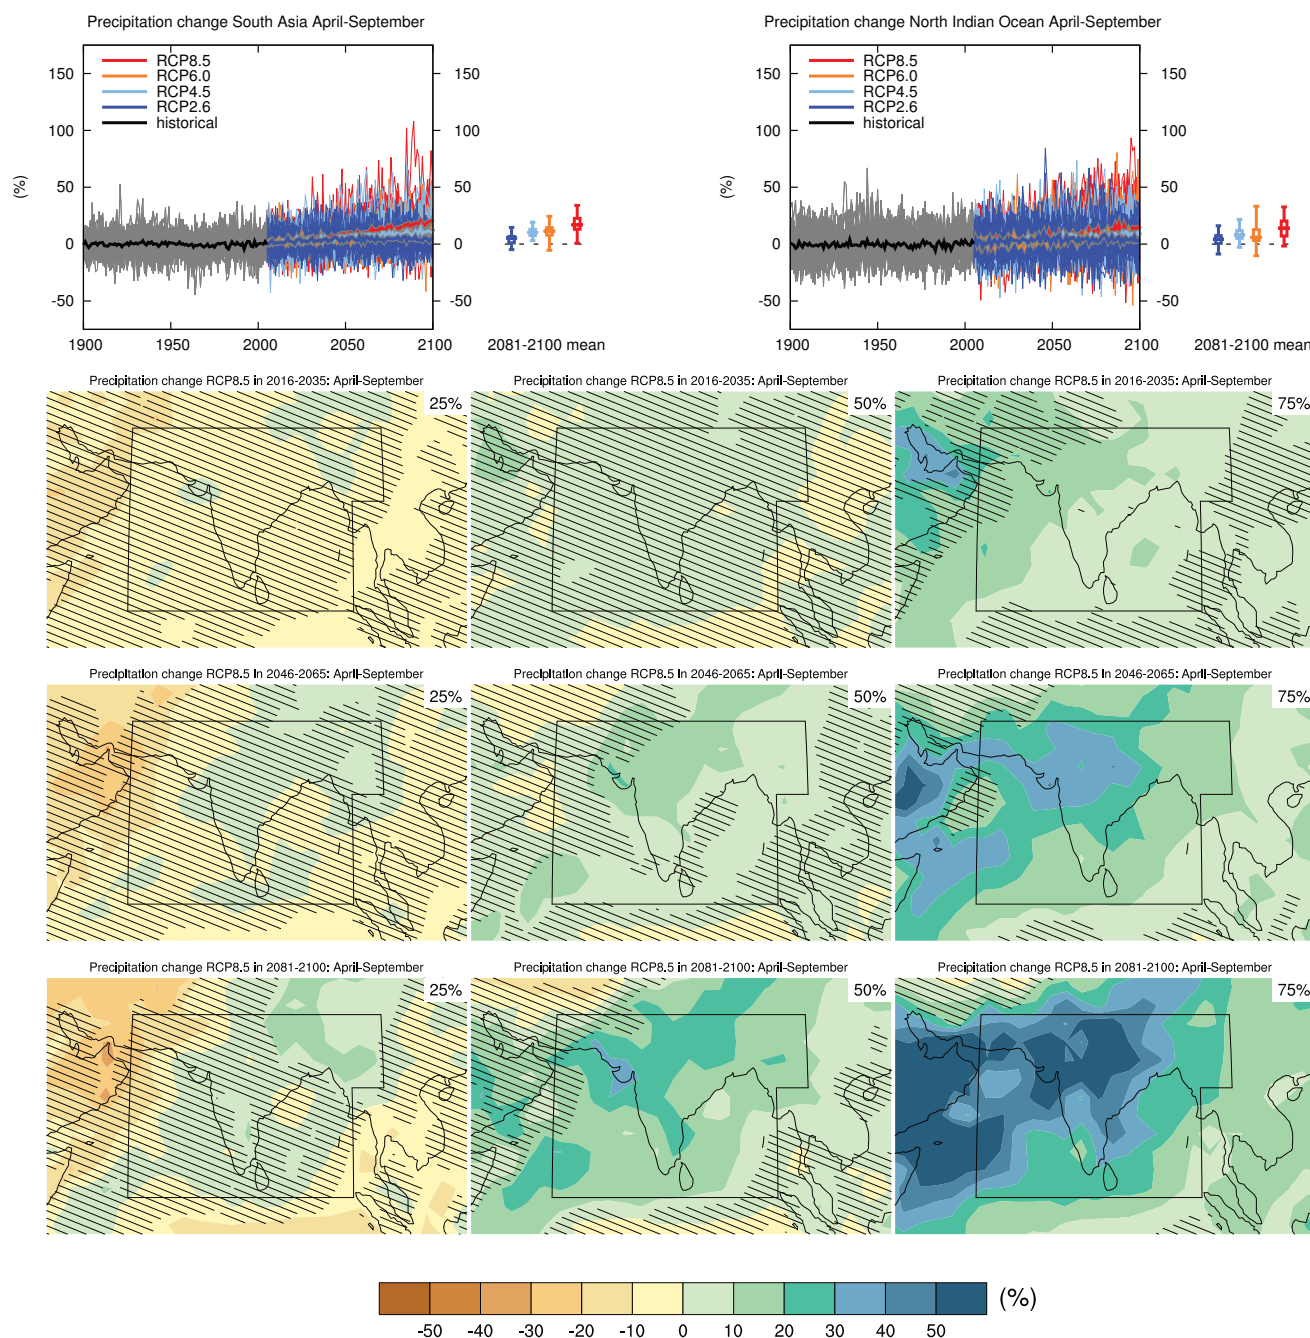 Precipitation change South Asia April-September
Precipitation change North Indian Ocean April-September
150
100
50
0
-50
(%)
RCP8.5
RCP6.0
RCP4.5
RCP2.6
historical
150
100
50
0
-50
1900
1950
2000
2050
2100
2081-2100 mean
150
100
50
0
-50
(%)
RCP8.5
RCP6.0
RCP4.5
RCP2.6
historical
150
100
50
0
-50
1900
1950
2000
2050
2100
2081-2100 mean
Precipitation change RCP8.5 in 2016-2035: April-September
25%
Precipitation change RCP8.5 in 2016-2035: April-September
50%
Precipitation change RCP8.5 in 2016-2035: April-September
75%
Precipitation change RCP8.5 in 2046-2065: April-September
25%
Precipitation change RCP8.5 in 2046-2065: April-September
50%
Precipitation change RCP8.5 in 2046-2065: April-September
75%
Precipitation change RCP8.5 in 2081-2100: April-September
25%
Precipitation change RCP8.5 in 2081-2100: April-September
50%
Precipitation change RCP8.5 in 2081-2100: April-September
75%
(%)
-50 -40 -30 -20 -10 0 10 20 30 40 50